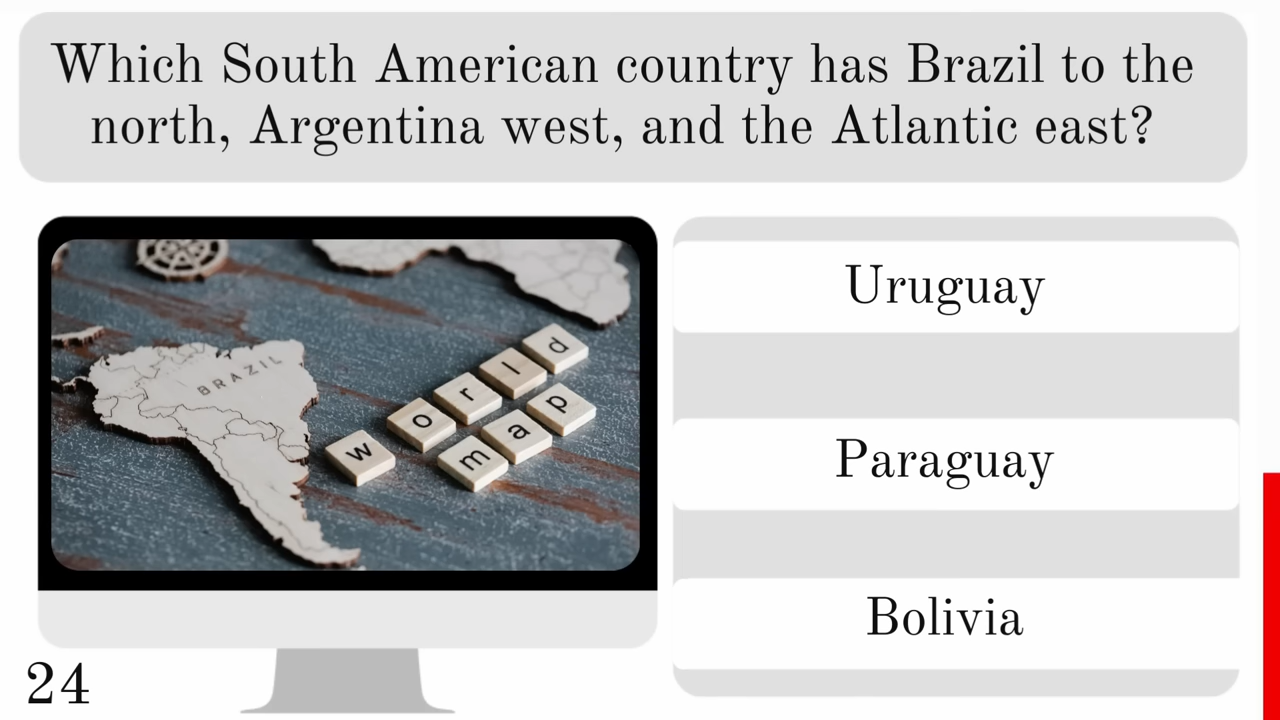 Which South American country has Brazil to the
north, Argentina west, and the Atlantic east?
BRAZIL
world
map
Uruguay
Paraguay
Bolivia
24